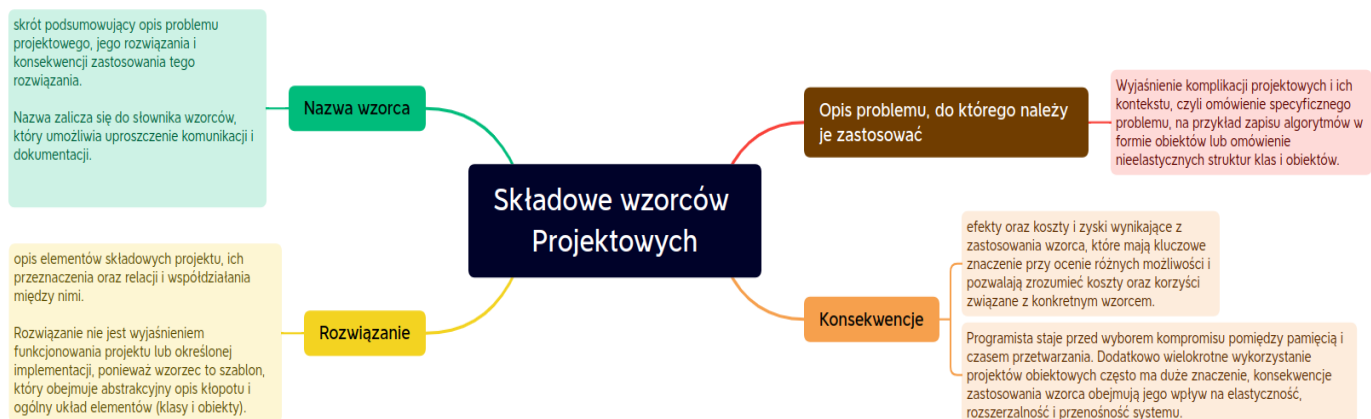 skrót podsumowujący opis problemu
projektowego, jego rozwiązania i
konsekwencji zastosowania tego
rozwiązania.
Nazwa zalicza się do słownika wzorców,
który umożliwia uproszczenie komunikacji i
dokumentacji.
Nazwa wzorca
opis elementów składowych projektu, ich
przeznaczenia oraz relacji i współdziałania
między nimi.
Rozwiązanie nie jest wyjaśnieniem
funkcjonowania projektu lub określonej
implementacji, ponieważ wzorzec to szablon,
który obejmuje abstrakcyjny opis kłopotu i
ogólny układ elementów (klasy i obiekty).
Rozwiązanie
Składowe wzorców
Projektowych
Opis problemu, do którego należy
je zastosować
Wyjaśnienie komplikacji projektowych i ich
kontekstu, czyli omówienie specyficznego
problemu, na przykład zapisu algorytmów w
formie obiektów lub omówienie
nieelastycznych struktur klas i obiektów.
Konsekwencje
efekty oraz koszty i zyski wynikające z
zastosowania wzorca, które mają kluczowe
znaczenie przy ocenie różnych możliwości i
pozwalają zrozumieć koszty oraz korzyści
związane z konkretnym wzorcem.
Programista staje przed wyborem kompromisu pomiędzy pamięcią i
czasem przetwarzania. Dodatkowo wielokrotne wykorzystanie
projektów obiektowych często ma duże znaczenie, konsekwencje
zastosowania wzorca obejmują jego wpływ na elastyczność,
rozszerzalność i przenośność systemu.